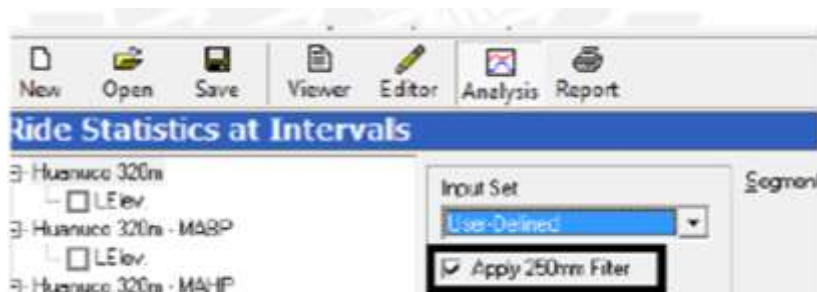 New Open Save Viewer Editor Analysis Report
Ride Statistics at Intervals
Huanuco 320m
LElev.
Huanuco 320m - MABP
LElev.
Huanuco 320m - MAHP
Input Set
User-Defined
Apply 250mm Filter
Segment